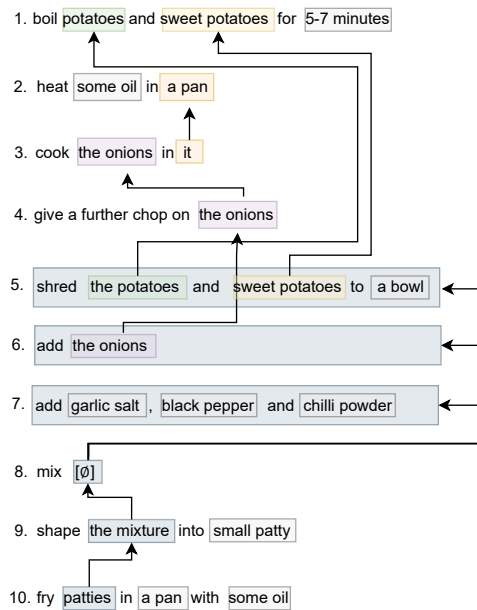 1. boil potatoes and sweet potatoes for 5-7 minutes
2. heat some oil in a pan
3. cook the onions in it
4. give a further chop on the onions
5. shred the potatoes and sweet potatoes to a bowl
6. add the onions
7. add garlic salt , black pepper and chilli powder
8. mix [∅]
9. shape the mixture into small patty
10. fry patties in a pan with some oil